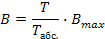 B = T / Tабс. · Bmax